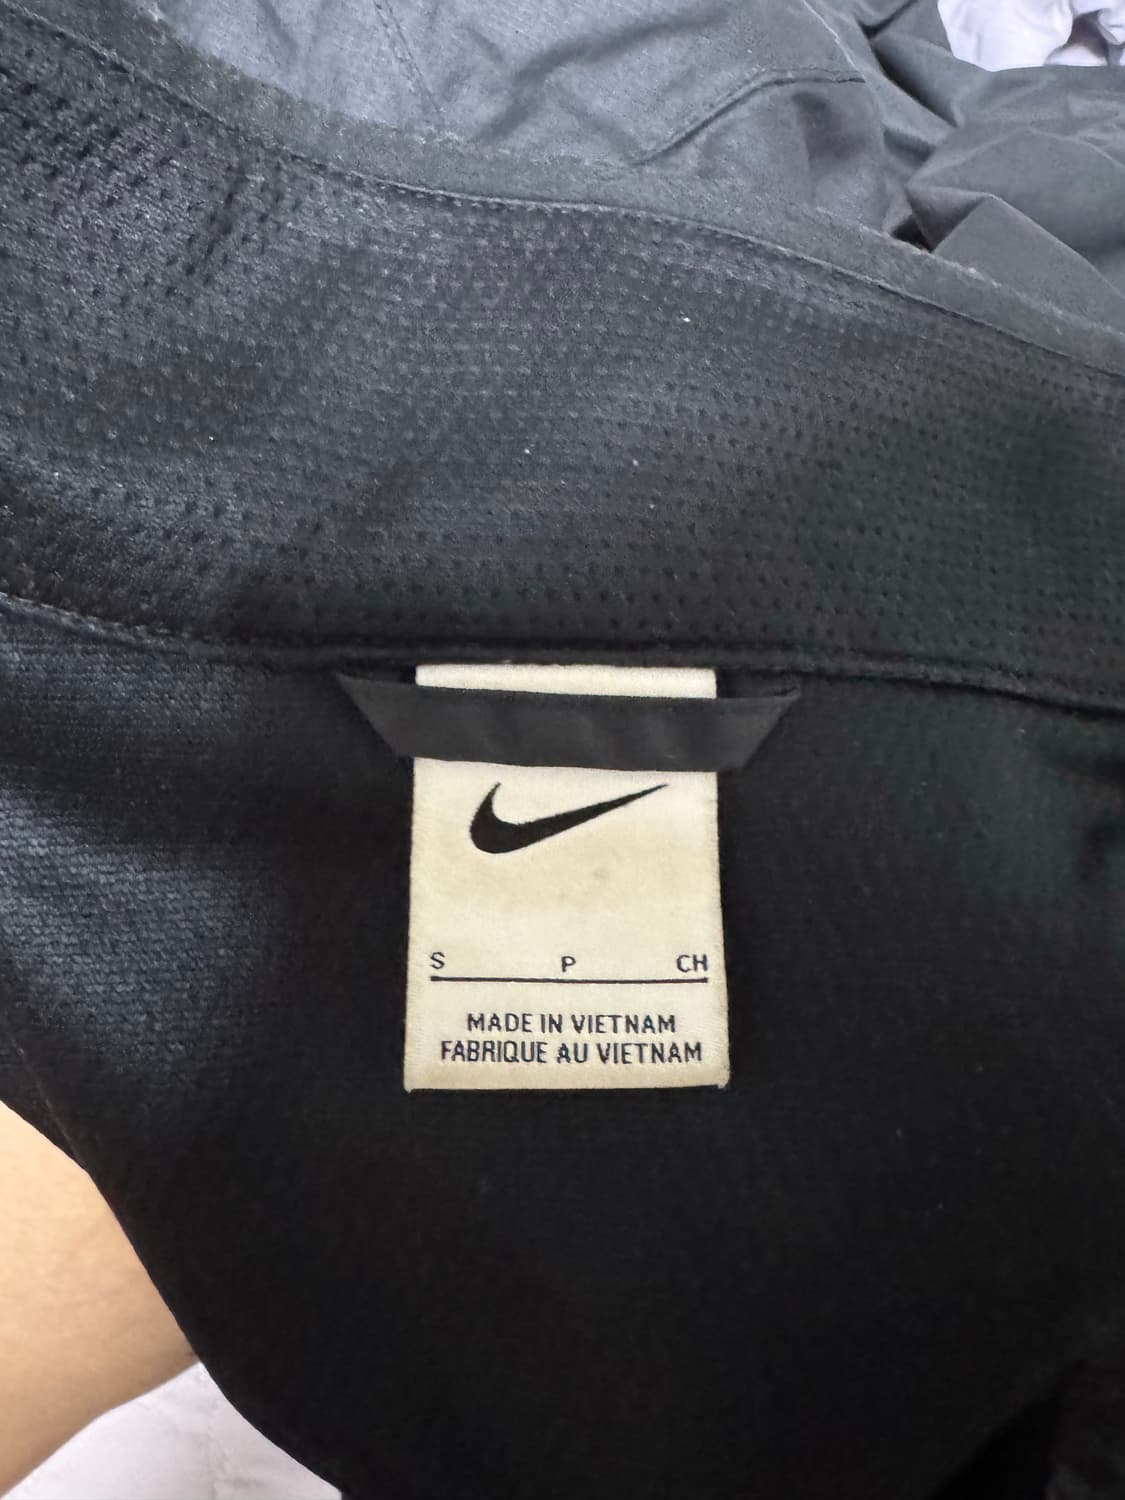 S P CH
MADE IN VIETNAM
FABRIQUE AU VIETNAM